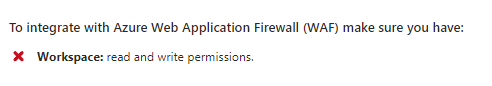 To integrate with Azure Web Application Firewall (WAF) make sure you have:
Workspace: read and write permissions.